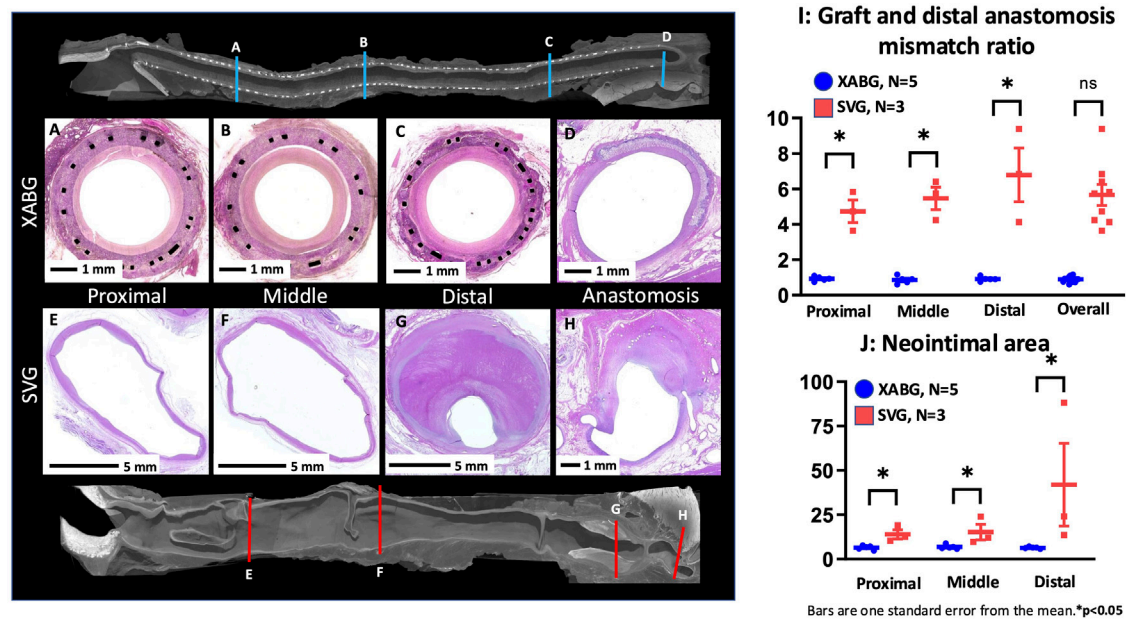 A
B
C
D
XABG
A
B
C
D
1 mm
1 mm
1 mm
1 mm
Proximal
Middle
Distal
Anastomosis
SVG
E
F
G
H
5 mm
5 mm
5 mm
1 mm
E
F
G
H
I: Graft and distal anastomosis
mismatch ratio
XABG, N=5
SVG, N=3
*
*
*
ns
10
8
6
4
2
0
Proximal
Middle
Distal
Overall
J: Neointimal area
XABG, N=5
SVG, N=3
*
*
*
100
75
50
25
0
Proximal
Middle
Distal
Bars are one standard error from the mean.*p<0.05